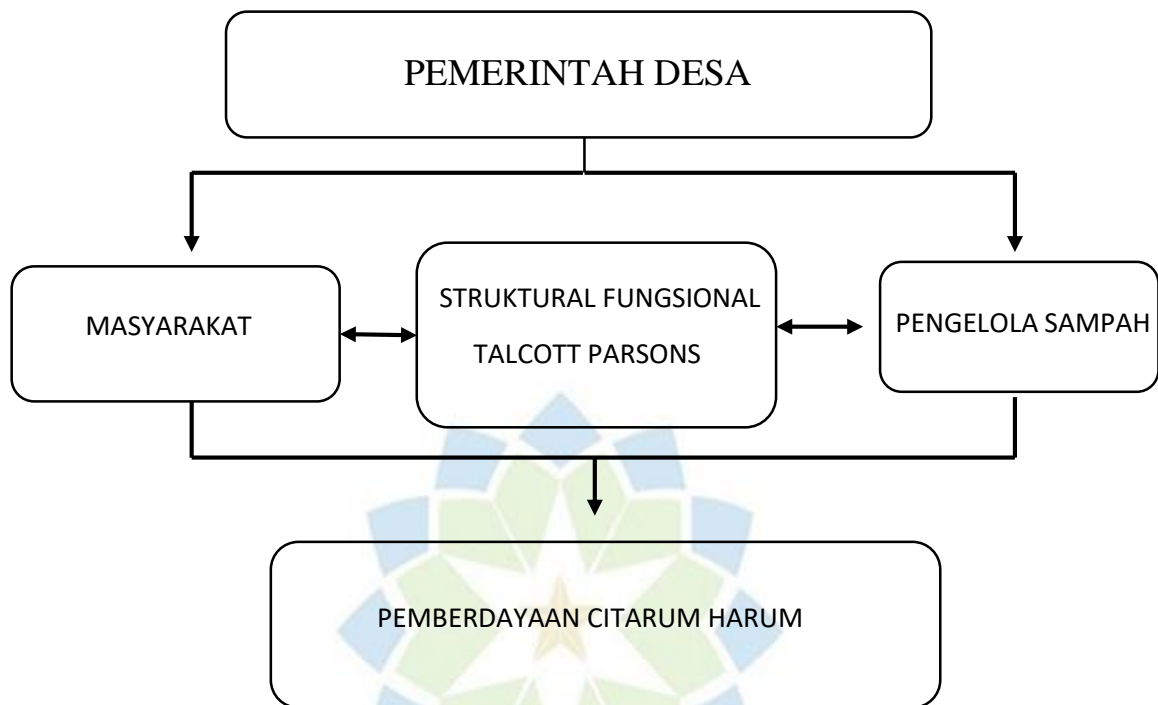 PEMERINTAH DESA
MASYARAKAT
STRUKTURAL FUNGSIONAL
TALCOTT PARSONS
PENGELOLA SAMPAH
PEMBERDAYAAN CITARUM HARUM